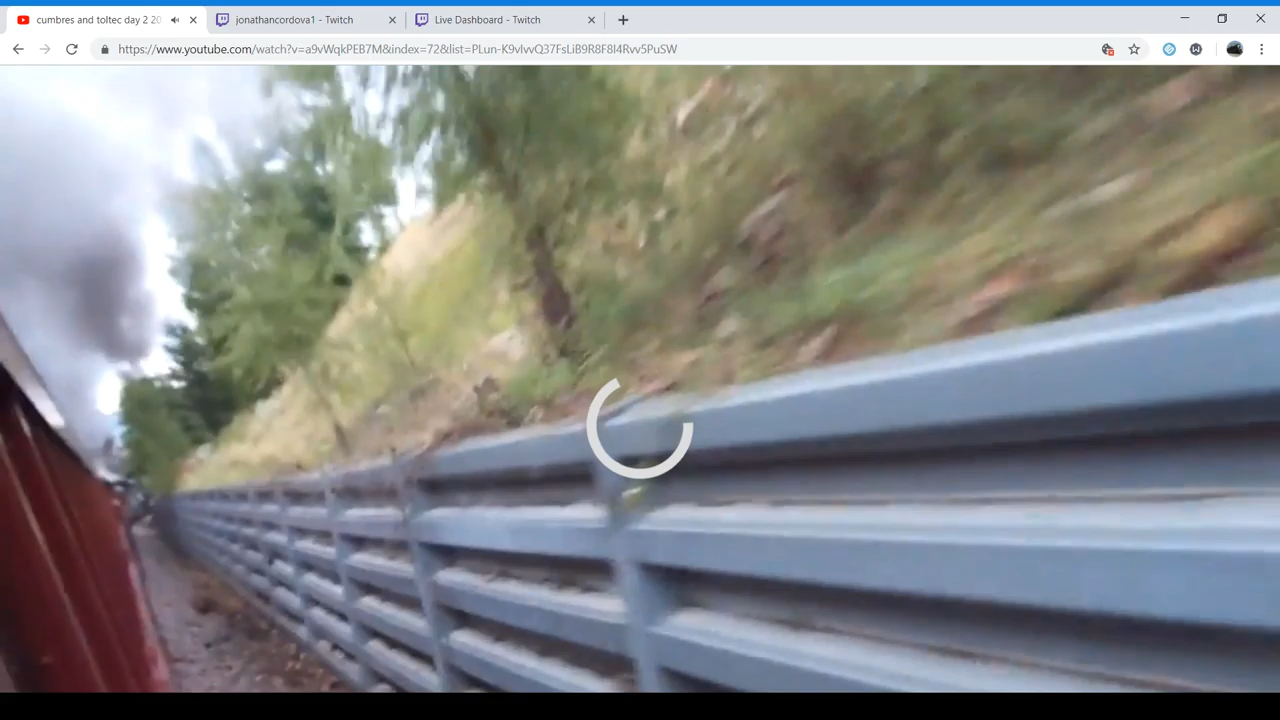 cumbres and toltec day 2 20
jonathancordova1 - Twitch
Live Dashboard - Twitch
https://www.youtube.com/watch?v=a9vWqkPEB7M&index=72&list=PLun-K9vIvvQ37FsLiB9R8F8I4Rvv5PuSW